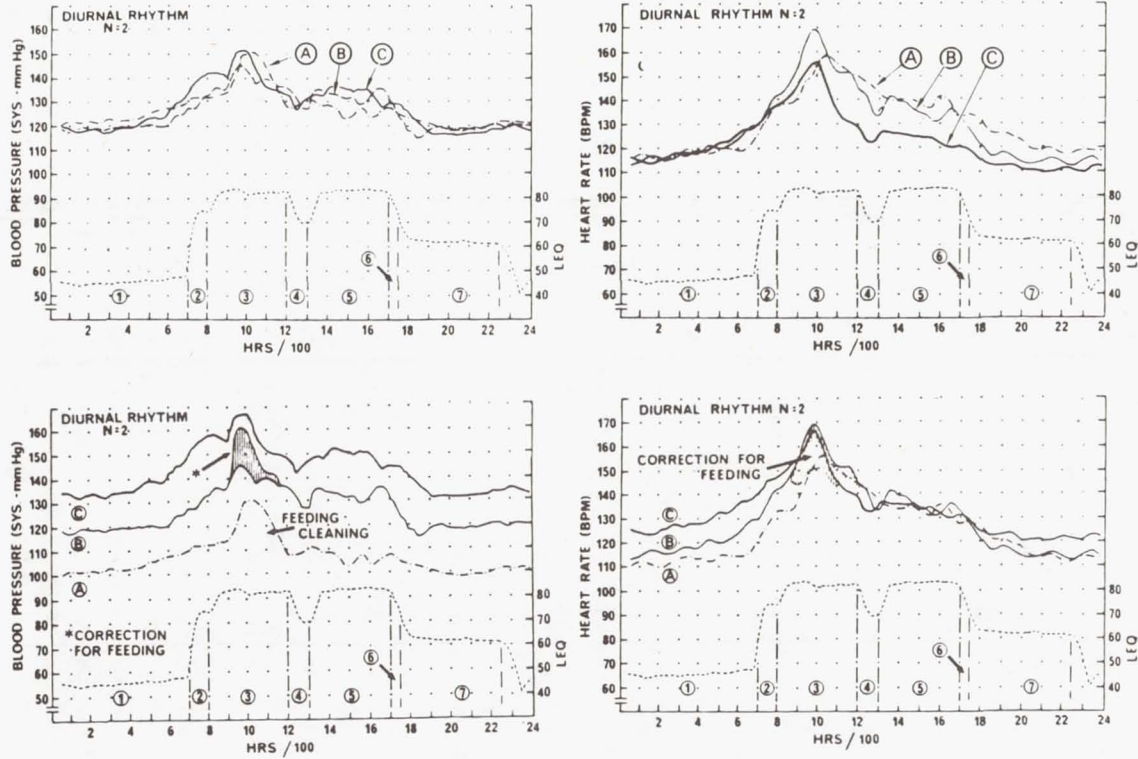 DIURNAL RHYTHM
N=2
160
150
140
130
120
110
100
90
80
70
60
50
BLOOD PRESSURE (SYS - mm Hg)
Ⓐ Ⓑ Ⓒ
80
70
60
50
40
LEQ
① ② ③ ④ ⑤ ⑥ ⑦
2 4 6 8 10 12 14 16 18 20 22 24
HRS / 100
DIURNAL RHYTHM N=2
170
160
150
140
130
120
110
100
90
80
70
60
HEART RATE (BPM)
Ⓐ Ⓑ Ⓒ
80
70
60
50
40
LEQ
① ② ③ ④ ⑤ ⑥ ⑦
2 4 6 8 10 12 14 16 18 20 22 24
HRS / 100
DIURNAL RHYTHM
N=2
160
150
140
130
120
110
100
90
80
70
60
50
BLOOD PRESSURE (SYS - mm Hg)
*
Ⓒ
Ⓑ
Ⓐ
FEEDING
CLEANING
*CORRECTION
FOR FEEDING
80
70
60
50
40
LEQ
① ② ③ ④ ⑤ ⑥ ⑦
2 4 6 8 10 12 14 16 18 20 22 24
HRS / 100
DIURNAL RHYTHM N=2
170
160
150
140
130
120
110
100
90
80
70
60
HEART RATE (BPM)
CORRECTION FOR
FEEDING
Ⓒ
Ⓑ
Ⓐ
80
70
60
50
40
LEQ
① ② ③ ④ ⑤ ⑥ ⑦
2 4 6 8 10 12 14 16 18 20 22 24
HRS / 100